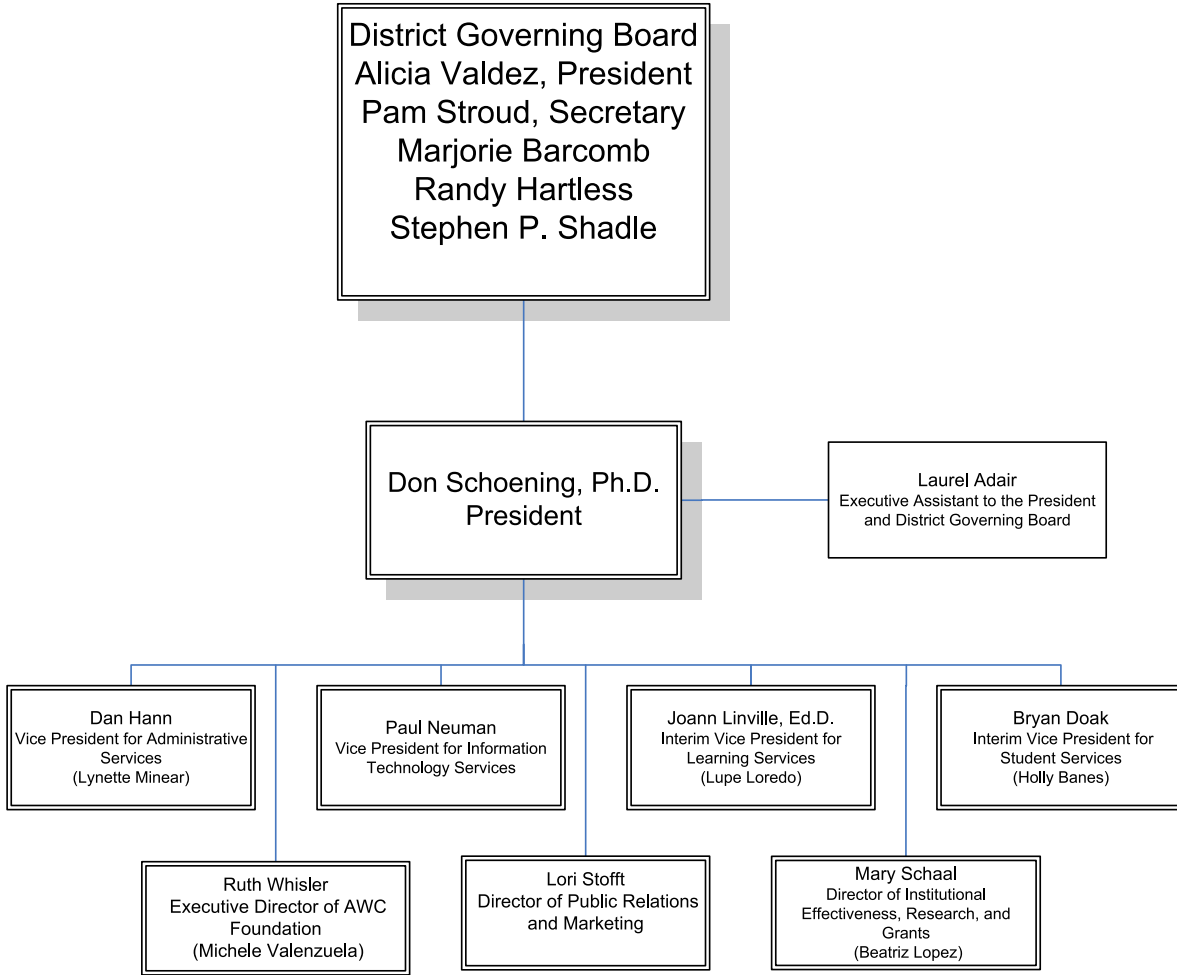 District Governing Board
Alicia Valdez, President
Pam Stroud, Secretary
Marjorie Barcomb
Randy Hartless
Stephen P. Shadle
Don Schoening, Ph.D.
President
Laurel Adair
Executive Assistant to the President
and District Governing Board
Dan Hann
Vice President for Administrative
Services
(Lynette Minear)
Paul Neuman
Vice President for Information
Technology Services
Joann Linville, Ed.D.
Interim Vice President for
Learning Services
(Lupe Loredo)
Bryan Doak
Interim Vice President for
Student Services
(Holly Banes)
Ruth Whisler
Executive Director of AWC
Foundation
(Michele Valenzuela)
Lori Stofft
Director of Public Relations
and Marketing
Mary Schaal
Director of Institutional
Effectiveness, Research, and
Grants
(Beatriz Lopez)